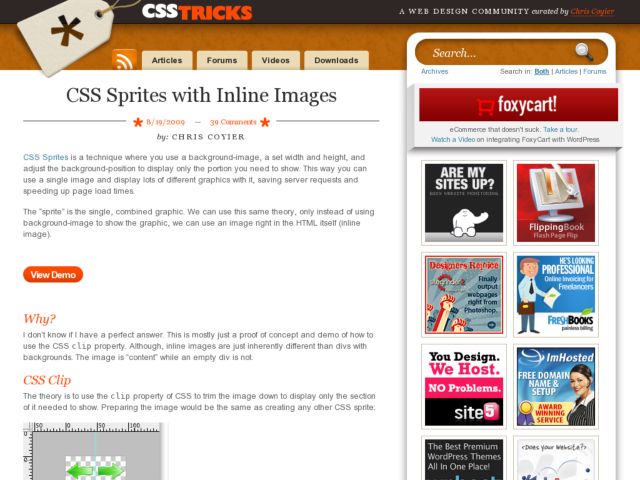 CSSTRICKS
A WEB DESIGN COMMUNITY curated by Chris Coyier
Articles
Forums
Videos
Downloads
Search...
Archives
Search in: Both | Articles | Forums
CSS Sprites with Inline Images
8/19/2009 — 39 Comments
by: CHRIS COYIER
CSS Sprites is a technique where you use a background-image, a set width and height, and
adjust the background-position to display only the portion you need to show. This way you can
use a single image and display lots of different graphics with it, saving server requests and
speeding up page load times.
The "sprite" is the single, combined graphic. We can use this same theory, only instead of using
background-image to show the graphic, we can use an image right in the HTML itself (inline
image).
View Demo
Why?
I don't know if I have a perfect answer. This is mostly just a proof of concept and demo of how to
use the CSS clip property. Although, inline images are just inherently different than divs with
backgrounds. The image is "content" while an empty div is not.
CSS Clip
The theory is to use the clip property of CSS to trim the image down to display only the section
of it needed to show. Preparing the image would be the same as creating any other CSS sprite:
50 0 50 100
0
50
foxycart!
eCommerce that doesn't suck. Take a tour.
Watch a Video on integrating FoxyCart with WordPress
ARE MY
SITES UP?
EASY WEBSITE MONITORING
FlippingBook
Flash Page Flip
Designers Rejoice
Finally
output
webpages right
from
Photoshop.
HE'S LOOKING
PROFESSIONAL
Online Invoicing for
Freelancers
FRESHBOOKS
painless billing
You Design.
We Host.
NO Problems.
site5
ImHosted
FREE DOMAIN
NAME &
SETUP
AWARD
WINNING
SERVICE
The Best Premium
WordPress Themes
All In One Place!
<Does your Website?>